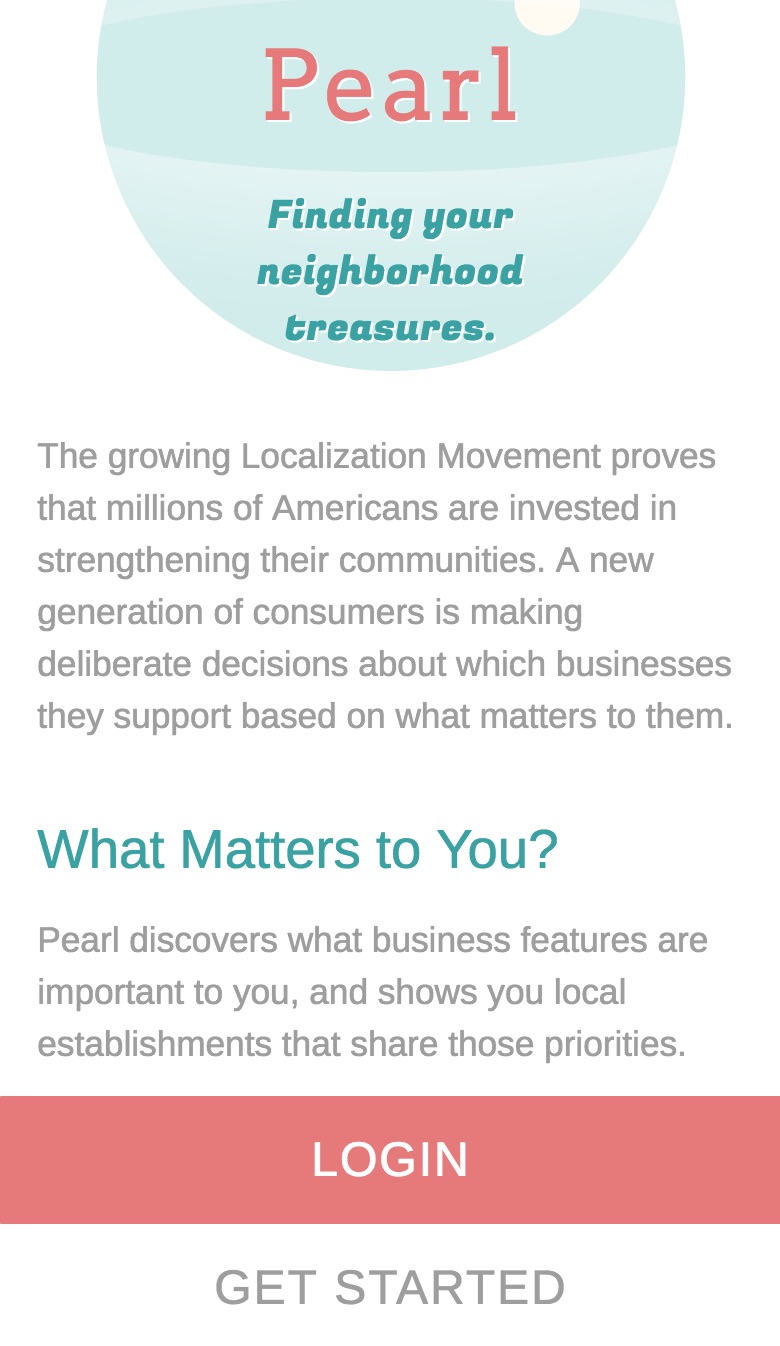 Pearl
Finding your
neighborhood
treasures.
The growing Localization Movement proves
that millions of Americans are invested in
strengthening their communities. A new
generation of consumers is making
deliberate decisions about which businesses
they support based on what matters to them.
What Matters to You?
Pearl discovers what business features are
important to you, and shows you local
establishments that share those priorities.
LOGIN
GET STARTED